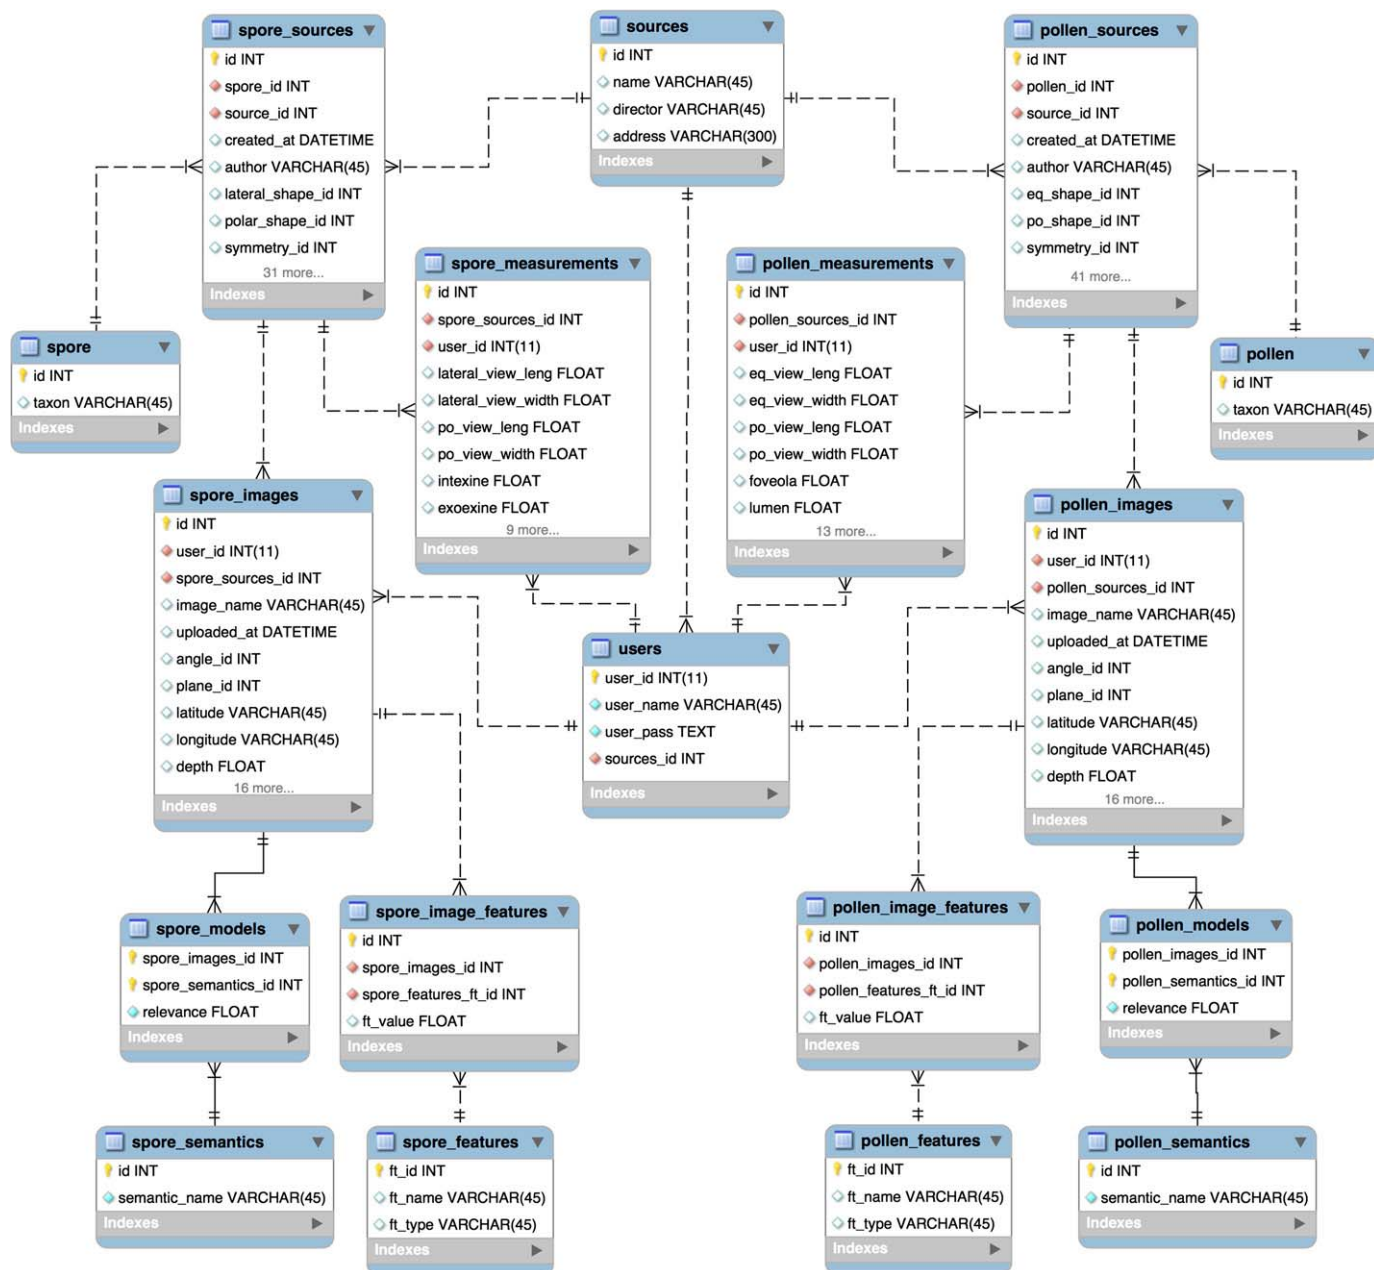 spore_sources
id INT
spore_id INT
source_id INT
created_at DATETIME
author VARCHAR(45)
lateral_shape_id INT
polar_shape_id INT
symmetry_id INT
31 more...
Indexes
sources
id INT
name VARCHAR(45)
director VARCHAR(45)
address VARCHAR(300)
Indexes
pollen_sources
id INT
pollen_id INT
source_id INT
created_at DATETIME
author VARCHAR(45)
eq_shape_id INT
po_shape_id INT
symmetry_id INT
41 more...
Indexes
spore_measurements
id INT
spore_sources_id INT
user_id INT(11)
lateral_view_leng FLOAT
lateral_view_width FLOAT
po_view_leng FLOAT
po_view_width FLOAT
intexine FLOAT
exoexine FLOAT
9 more...
Indexes
pollen_measurements
id INT
pollen_sources_id INT
user_id INT(11)
eq_view_leng FLOAT
eq_view_width FLOAT
po_view_leng FLOAT
po_view_width FLOAT
foveola FLOAT
lumen FLOAT
13 more...
Indexes
spore
id INT
taxon VARCHAR(45)
Indexes
pollen
id INT
taxon VARCHAR(45)
Indexes
spore_images
id INT
user_id INT(11)
spore_sources_id INT
image_name VARCHAR(45)
uploaded_at DATETIME
angle_id INT
plane_id INT
latitude VARCHAR(45)
longitude VARCHAR(45)
depth FLOAT
16 more...
Indexes
users
user_id INT(11)
user_name VARCHAR(45)
user_pass TEXT
sources_id INT
Indexes
pollen_images
id INT
user_id INT(11)
pollen_sources_id INT
image_name VARCHAR(45)
uploaded_at DATETIME
angle_id INT
plane_id INT
latitude VARCHAR(45)
longitude VARCHAR(45)
depth FLOAT
16 more...
Indexes
spore_models
spore_images_id INT
spore_semantics_id INT
relevance FLOAT
Indexes
spore_image_features
id INT
spore_images_id INT
spore_features_ft_id INT
ft_value FLOAT
Indexes
pollen_image_features
id INT
pollen_images_id INT
pollen_features_ft_id INT
ft_value FLOAT
Indexes
pollen_models
pollen_images_id INT
pollen_semantics_id INT
relevance FLOAT
Indexes
spore_semantics
id INT
semantic_name VARCHAR(45)
Indexes
spore_features
ft_id INT
ft_name VARCHAR(45)
ft_type VARCHAR(45)
Indexes
pollen_features
ft_id INT
ft_name VARCHAR(45)
ft_type VARCHAR(45)
Indexes
pollen_semantics
id INT
semantic_name VARCHAR(45)
Indexes